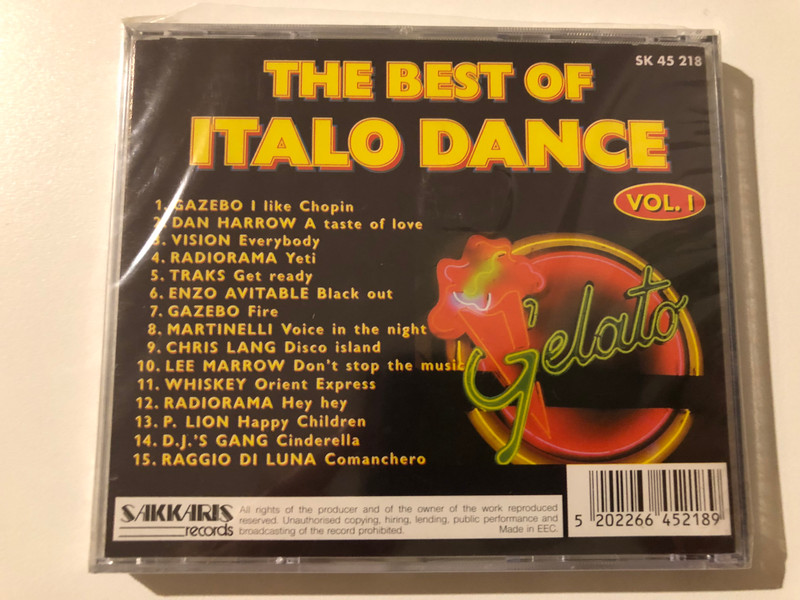 SK 45 218
THE BEST OF
ITALO DANCE
VOL. I
1. GAZEBO I like Chopin
2. DAN HARROW A taste of love
3. VISION Everybody
4. RADIORAMA Yeti
5. TRAKS Get ready
6. ENZO AVITABLE Black out
7. GAZEBO Fire
8. MARTINELLI Voice in the night
9. CHRIS LANG Disco island
10. LEE MARROW Don't stop the music
11. WHISKEY Orient Express
12. RADIORAMA Hey hey
13. P. LION Happy Children
14. D.J.'S GANG Cinderella
15. RAGGIO DI LUNA Comanchero
Gelato
SAKKARIS
records
All rights of the producer and of the owner of the work reproduced
reserved. Unauthorised copying, hiring, lending, public performance and
broadcasting of the record prohibited. Made in EEC.
5 202266 452189